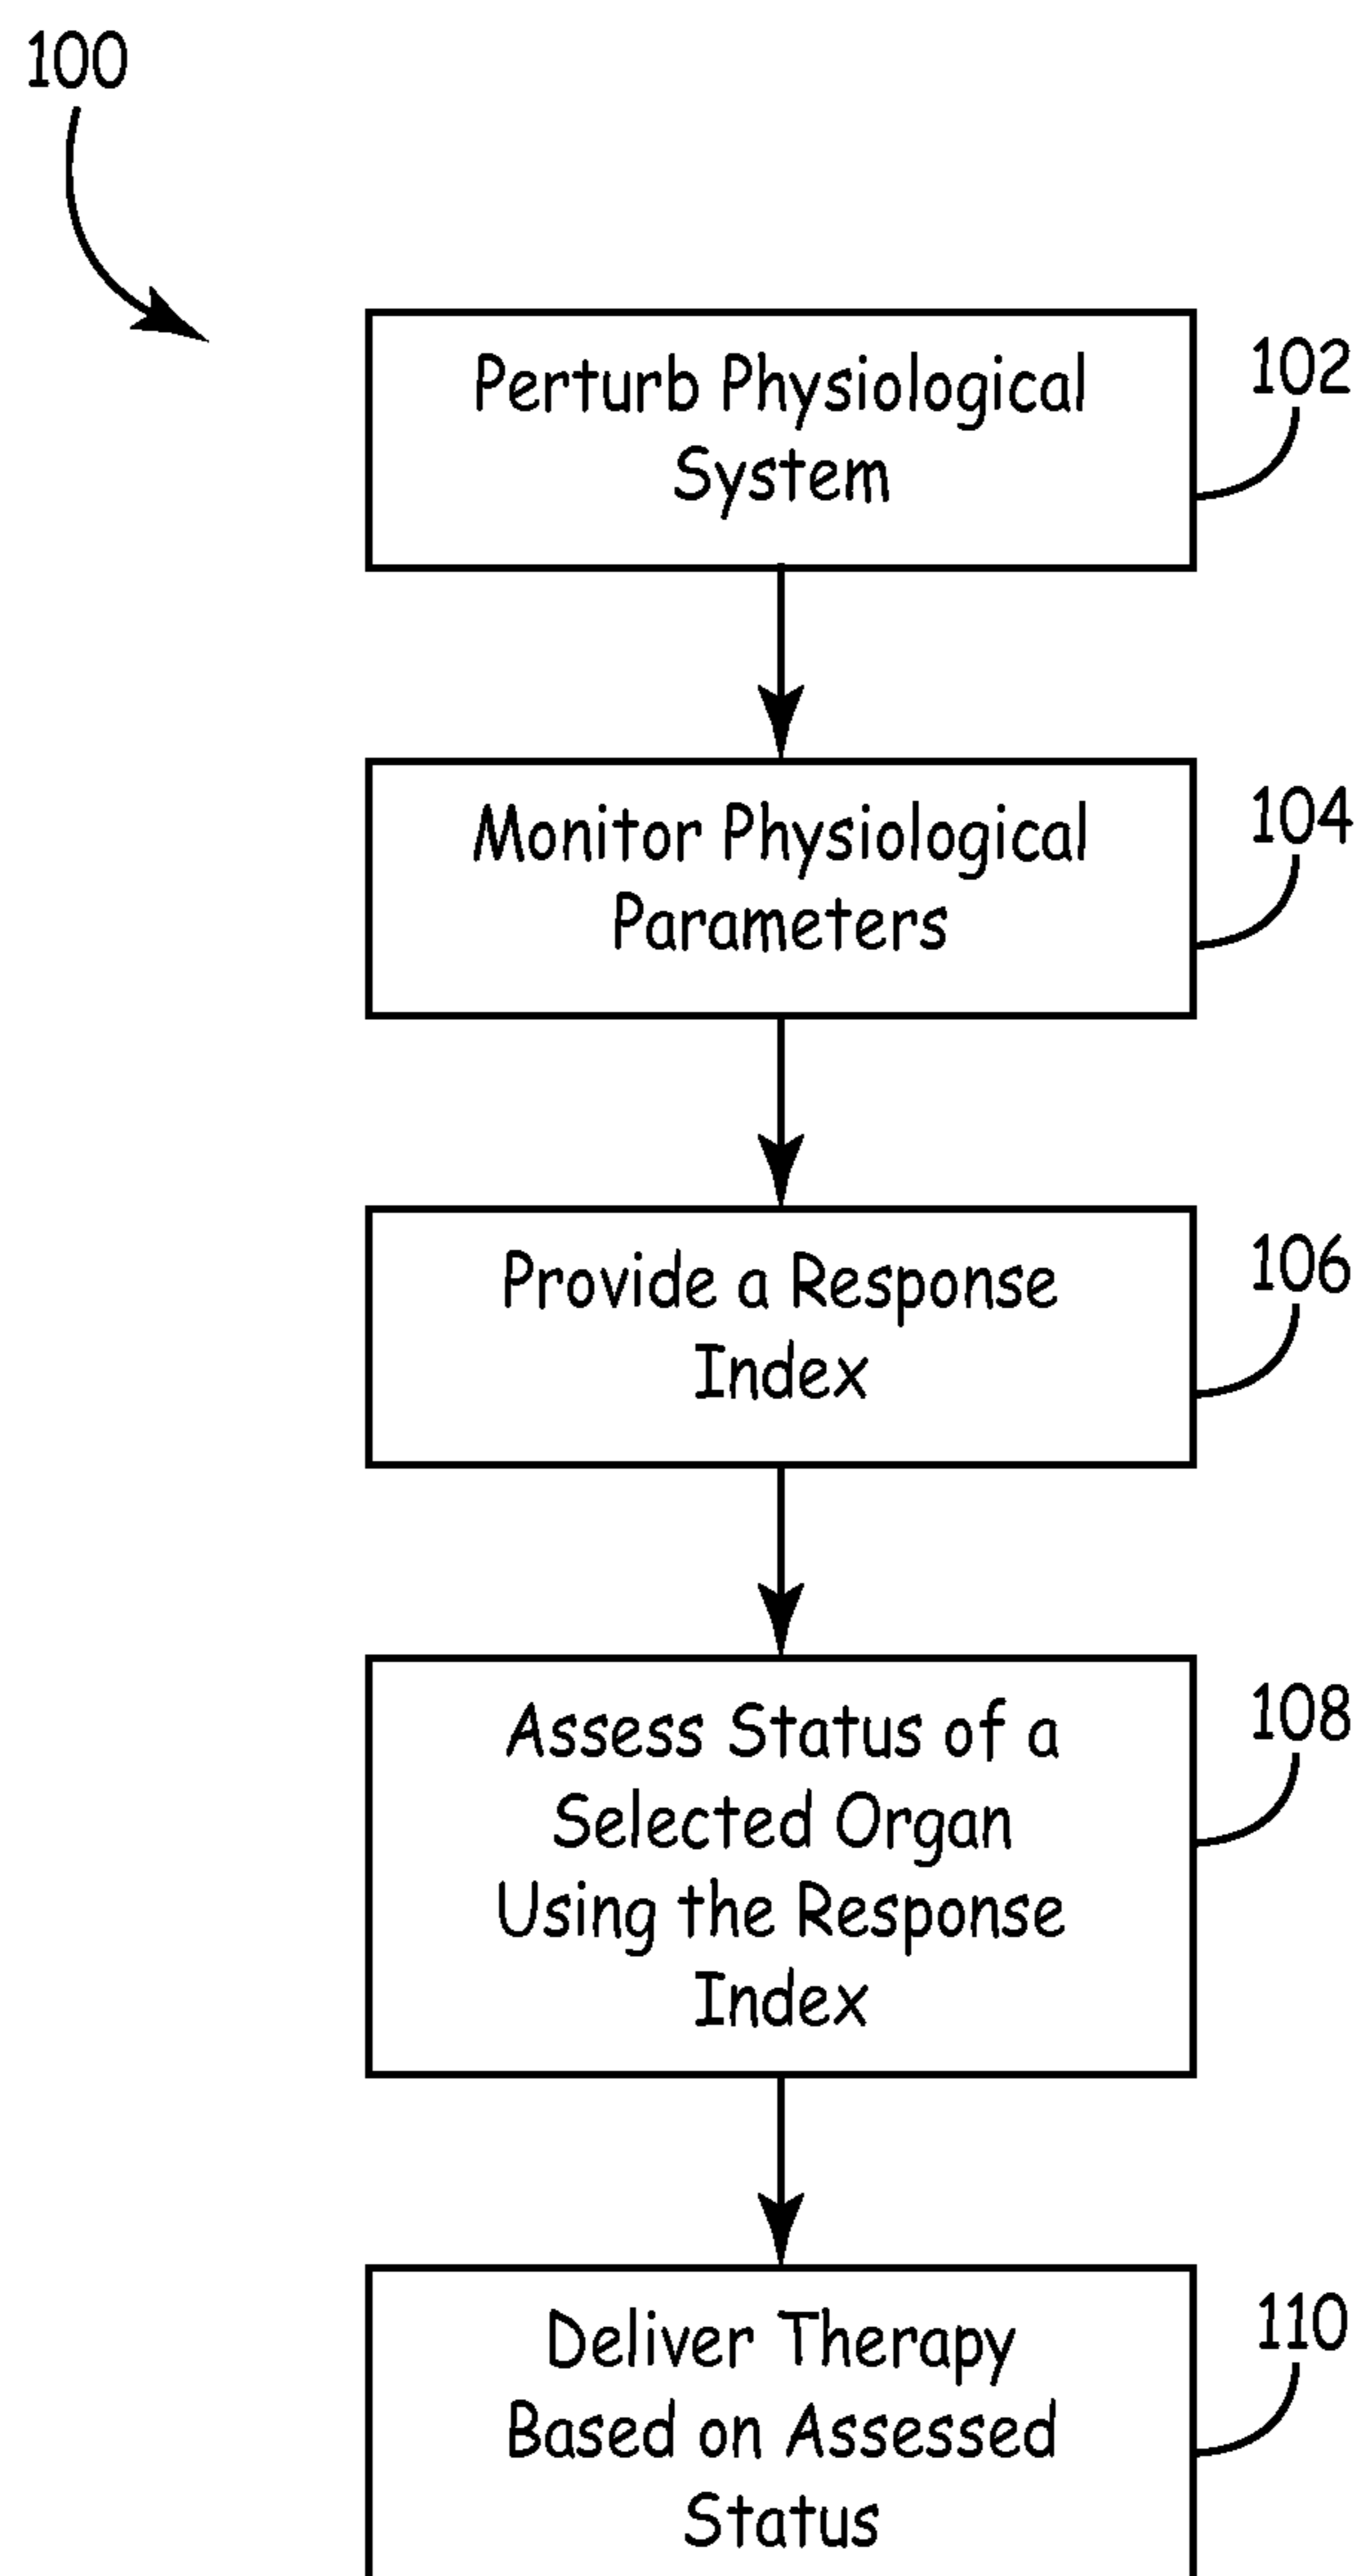 100
Perturb Physiological
System
102
Monitor Physiological
Parameters
104
Provide a Response
Index
106
Assess Status of a
Selected Organ
Using the Response
Index
108
Deliver Therapy
Based on Assessed
Status
110